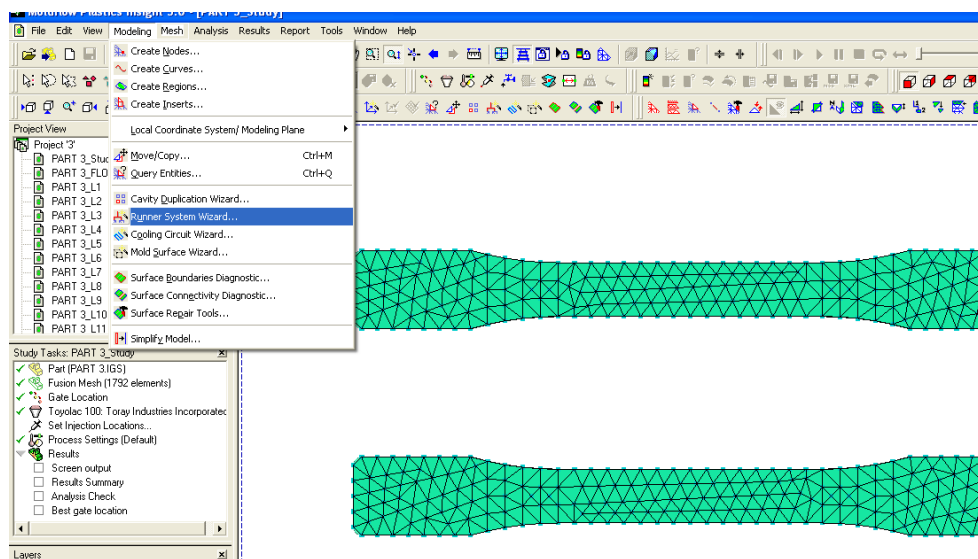 Moldflow Plastics Insight 5.0 - [PART 3_Study]
File Edit View Modeling Mesh Analysis Results Report Tools Window Help
Create Nodes...
Create Curves...
Create Regions...
Create Inserts...
Local Coordinate System/ Modeling Plane
Move/Copy... Ctrl+M
Query Entities... Ctrl+Q
Cavity Duplication Wizard...
Runner System Wizard...
Cooling Circuit Wizard...
Mold Surface Wizard...
Surface Boundaries Diagnostic...
Surface Connectivity Diagnostic...
Surface Repair Tools...
Simplify Model...
Project View
Project '3'
PART 3_Stud
PART 3_FLO
PART 3_L1
PART 3_L2
PART 3_L3
PART 3_L4
PART 3_L5
PART 3_L6
PART 3_L7
PART 3_L8
PART 3_L9
PART 3_L10
PART 3 L11
Study Tasks: PART 3_Study
Part (PART 3.IGS)
Fusion Mesh (1792 elements)
Gate Location
Toyolac 100: Toray Industries Incorporated
Set Injection Locations...
Process Settings (Default)
Results
Screen output
Results Summary
Analysis Check
Best gate location
Layers